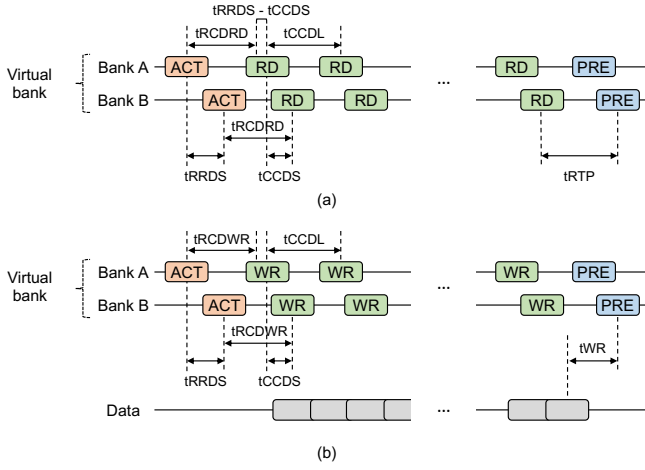 tRRDS - tCCDS
tRCDRD tCCDL
Virtual bank
Bank A ACT RD RD ... RD PRE
Bank B ACT RD RD RD PRE
tRCDRD
tRRDS tCCDS tRTP
(a)
tRCDWR tCCDL
Virtual bank
Bank A ACT WR WR ... WR PRE
Bank B ACT WR WR WR PRE
tRCDWR
tWR
tRRDS tCCDS
Data ...
(b)